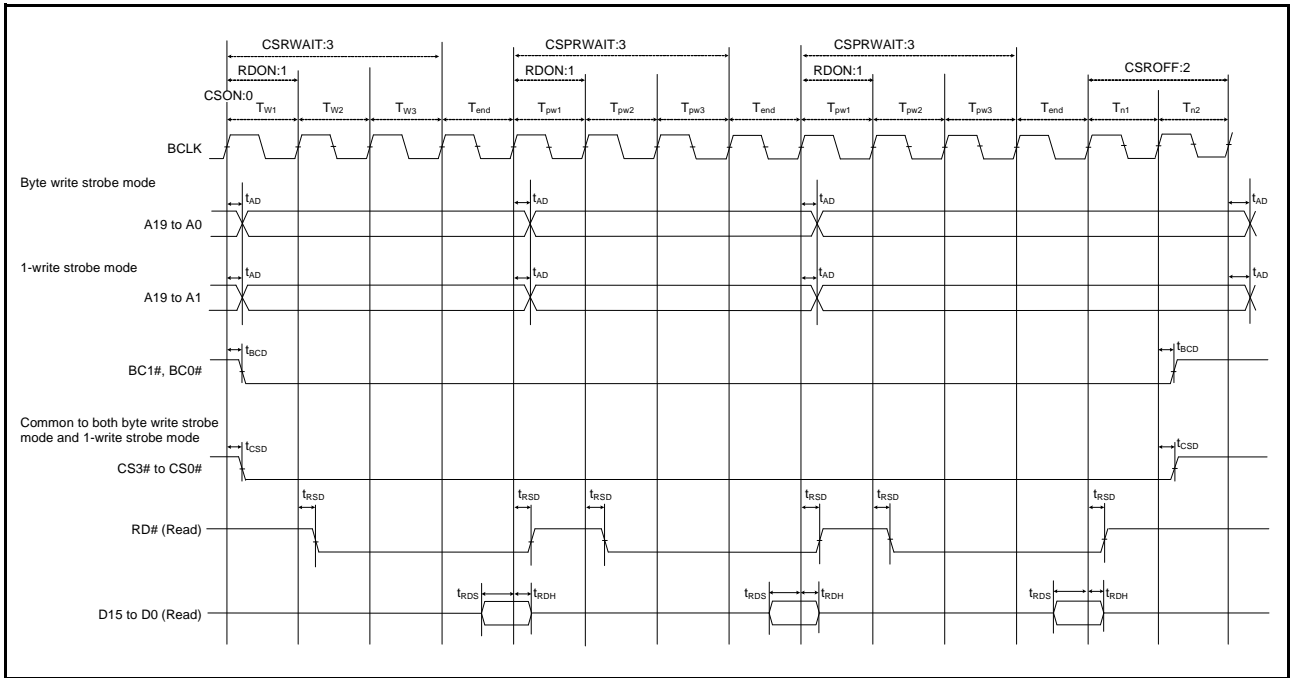 CSRWAIT:3 CSPRWAIT:3 CSPRWAIT:3
RDON:1 RDON:1 RDON:1 CSROFF:2
CSON:0
TW1 TW2 TW3 Tend Tpw1 Tpw2 Tpw3 Tend Tpw1 Tpw2 Tpw3 Tend Tn1 Tn2
BCLK
Byte write strobe mode
tAD tAD tAD tAD
A19 to A0
1-write strobe mode
tAD tAD tAD tAD
A19 to A1
tBCD tBCD
BC1#, BC0#
Common to both byte write strobe
mode and 1-write strobe mode
tCSD tCSD
CS3# to CS0#
tRSD tRSD tRSD tRSD tRSD tRSD
RD# (Read)
tRDS tRDH tRDS tRDH tRDS tRDH
D15 to D0 (Read)